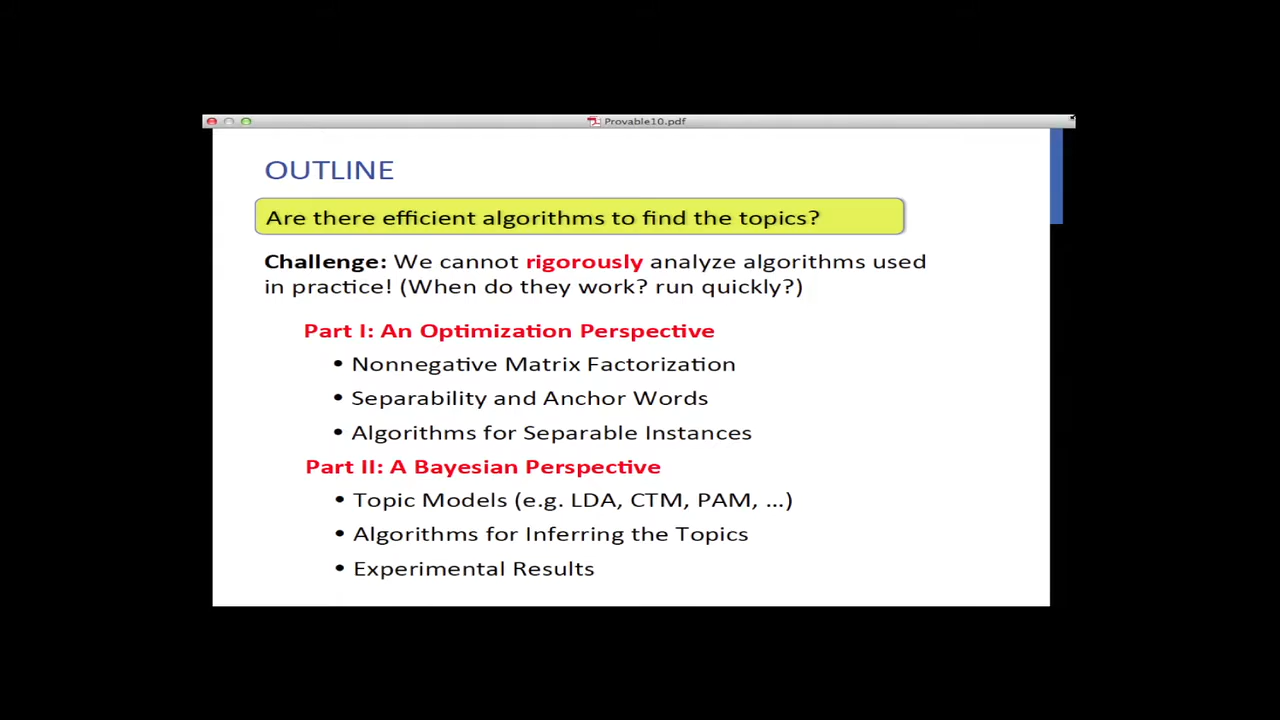 Provable10.pdf
OUTLINE
Are there efficient algorithms to find the topics?
Challenge: We cannot rigorously analyze algorithms used
in practice! (When do they work? run quickly?)
Part I: An Optimization Perspective
• Nonnegative Matrix Factorization
• Separability and Anchor Words
• Algorithms for Separable Instances
Part II: A Bayesian Perspective
• Topic Models (e.g. LDA, CTM, PAM, …)
• Algorithms for Inferring the Topics
• Experimental Results